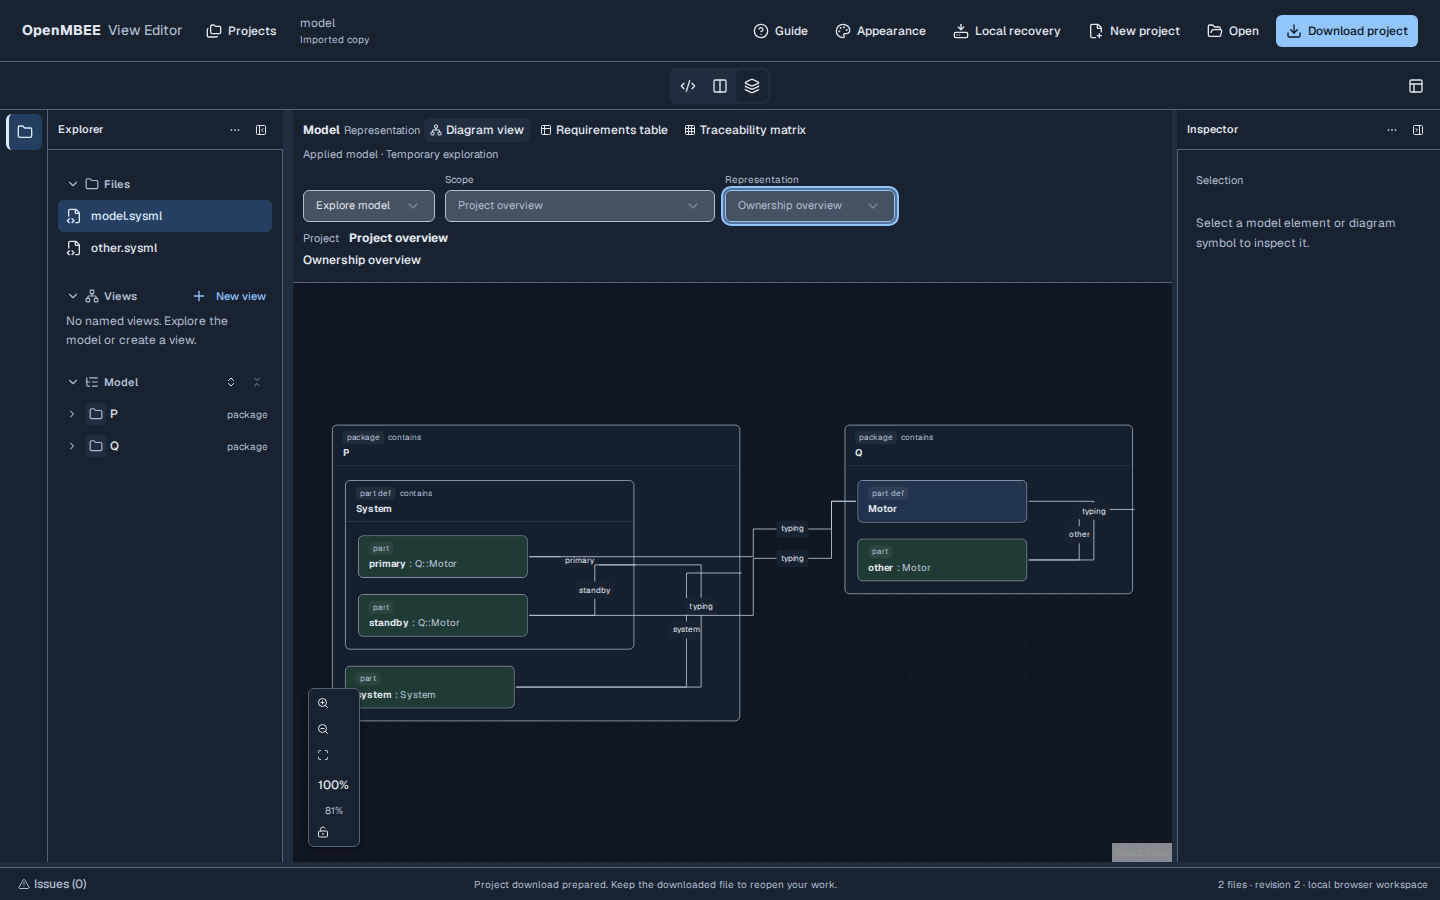 OpenMBEE View Editor
Projects
model
Imported copy
Guide
Appearance
Local recovery
New project
Open
Download project
Explorer
Files
model.sysml
other.sysml
Views
New view
No named views. Explore the
model or create a view.
Model
P package
Q package
Model Representation Diagram view Requirements table Traceability matrix
Applied model · Temporary exploration
Scope
Representation
Explore model
Project overview
Ownership overview
Project Project overview
Ownership overview
package contains
P
part def contains
System
part
primary : Q::Motor
part
standby : Q::Motor
part
system : System
primary
standby
typing
system
typing
typing
package contains
Q
part def
Motor
part
other : Motor
typing
other
100%
81%
React Flow
Inspector
Selection
Select a model element or diagram
symbol to inspect it.
Issues (0)
Project download prepared. Keep the downloaded file to reopen your work.
2 files · revision 2 · local browser workspace